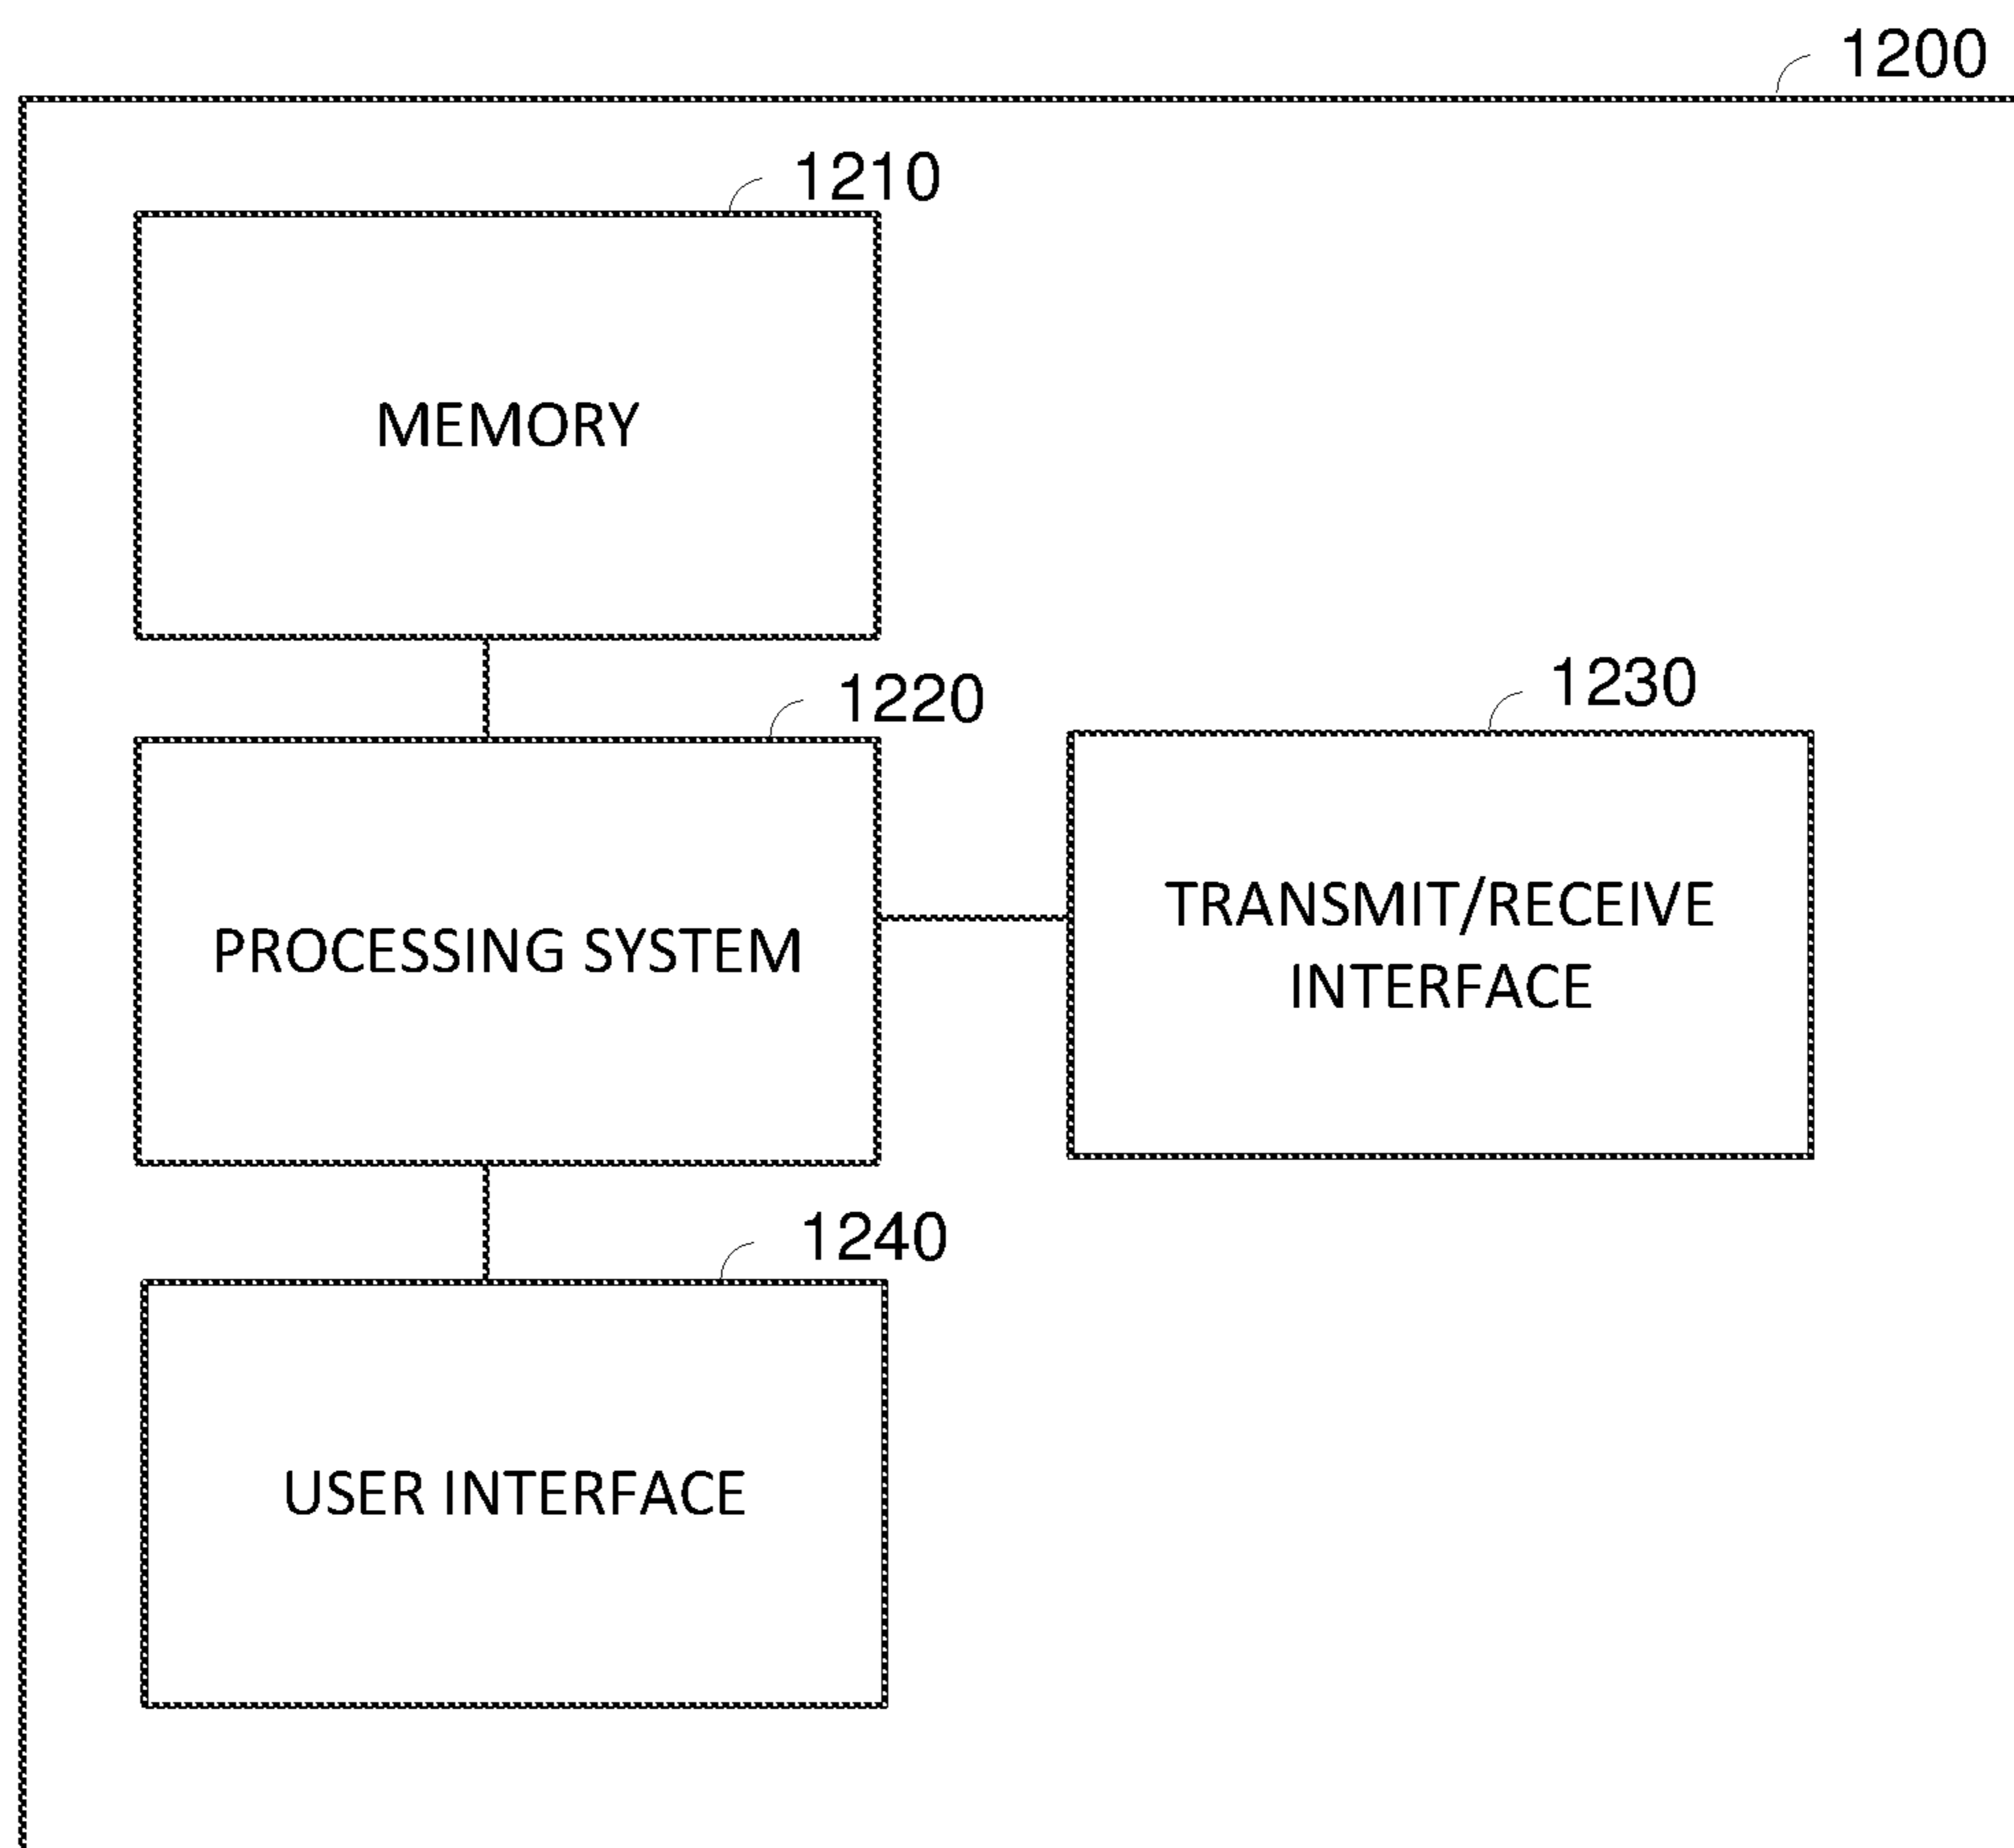 1200
1210
MEMORY
1220
1230
PROCESSING SYSTEM
TRANSMIT/RECEIVE
INTERFACE
1240
USER INTERFACE